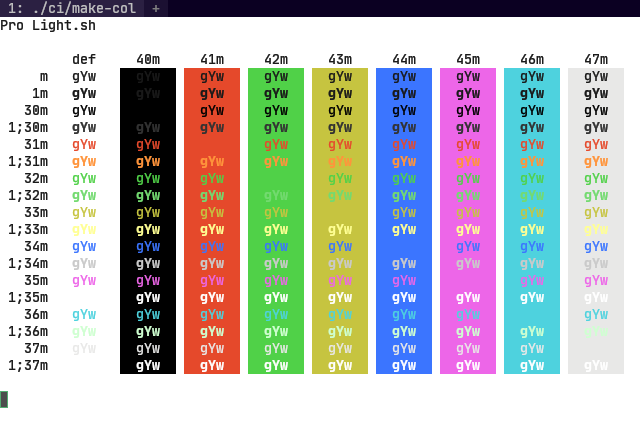 1: ./ci/make-col +
Pro Light.sh
def 40m 41m 42m 43m 44m 45m 46m 47m
m gYw gYw gYw gYw gYw gYw gYw gYw gYw
1m gYw gYw gYw gYw gYw gYw gYw gYw gYw
30m gYw gYw gYw gYw gYw gYw gYw gYw
1;30m gYw gYw gYw gYw gYw gYw gYw gYw gYw
31m gYw gYw gYw gYw gYw gYw gYw gYw
1;31m gYw gYw gYw gYw gYw gYw gYw gYw gYw
32m gYw gYw gYw gYw gYw gYw gYw gYw
1;32m gYw gYw gYw gYw gYw gYw gYw gYw gYw
33m gYw gYw gYw gYw gYw gYw gYw gYw
1;33m gYw gYw gYw gYw gYw gYw gYw gYw gYw
34m gYw gYw gYw gYw gYw gYw gYw gYw
1;34m gYw gYw gYw gYw gYw gYw gYw gYw gYw
35m gYw gYw gYw gYw gYw gYw gYw gYw
1;35m gYw gYw gYw gYw gYw gYw gYw gYw
36m gYw gYw gYw gYw gYw gYw gYw gYw
1;36m gYw gYw gYw gYw gYw gYw gYw gYw gYw
37m gYw gYw gYw gYw gYw gYw gYw gYw
1;37m gYw gYw gYw gYw gYw gYw gYw gYw